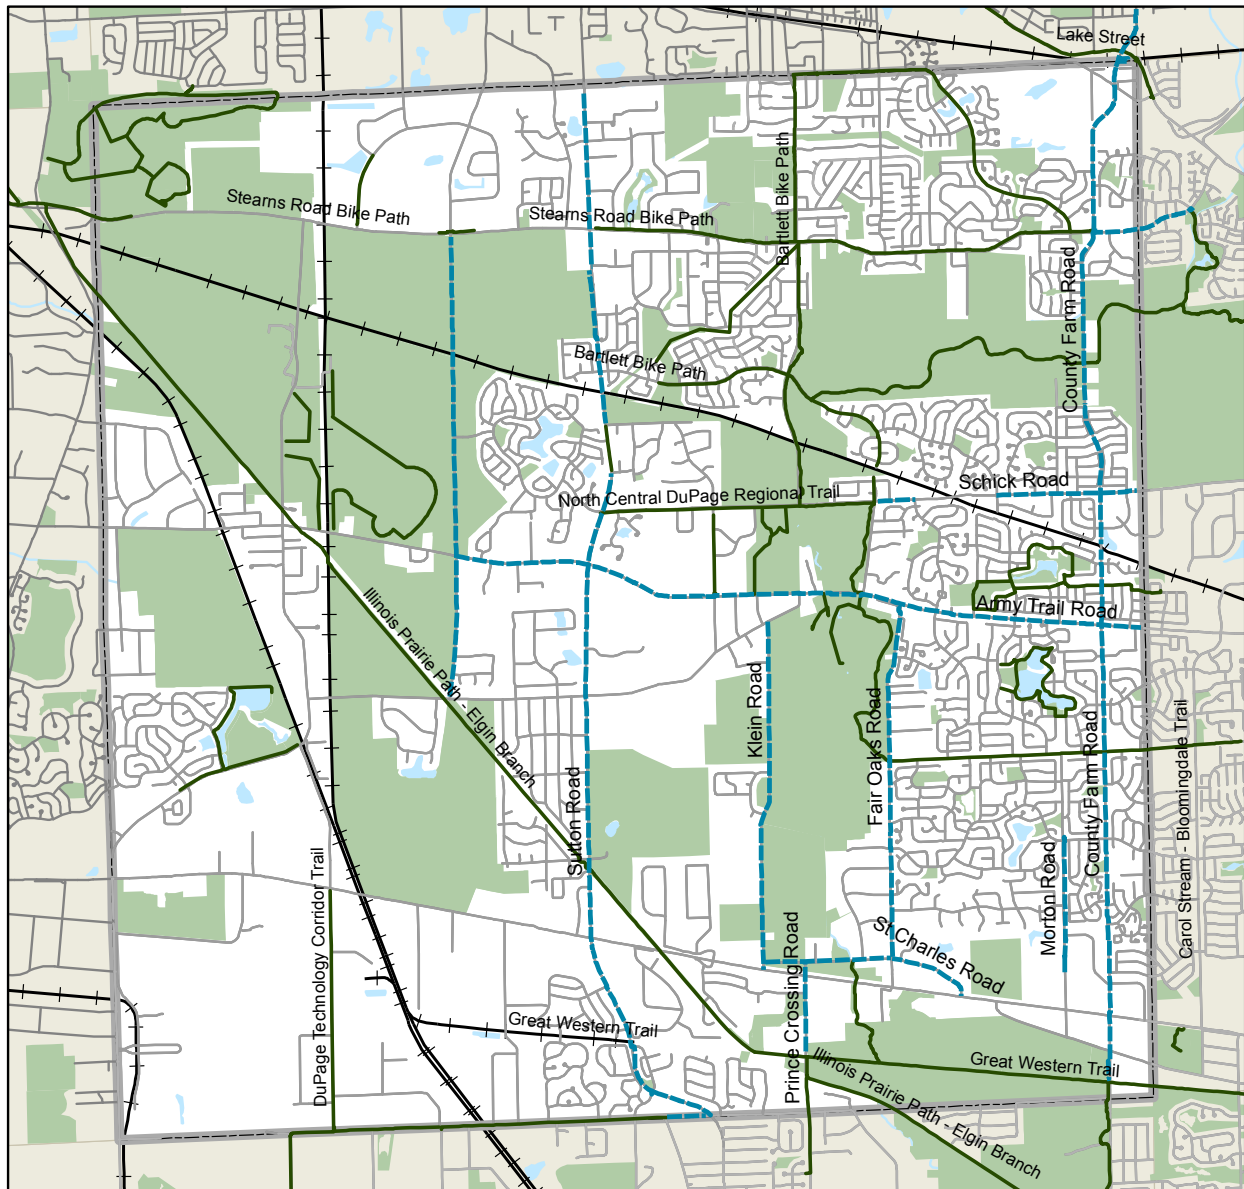 Lake Street
Bartlett Bike Path
Stearns Road Bike Path
Stearns Road Bike Path
County Farm Road
Bartlett Bike Path
Schick Road
North Central DuPage Regional Trail
Army Trail Road
Illinois Prairie Path - Elgin Branch
Klein Road
Fair Oaks Road
County Farm Road
Carol Stream - Bloomingdale Trail
Sutton Road
Morton Road
DuPage Technology Corridor Trail
St Charles Road
Prince Crossing Road
Great Western Trail
Great Western Trail
Illinois Prairie Path - Elgin Branch